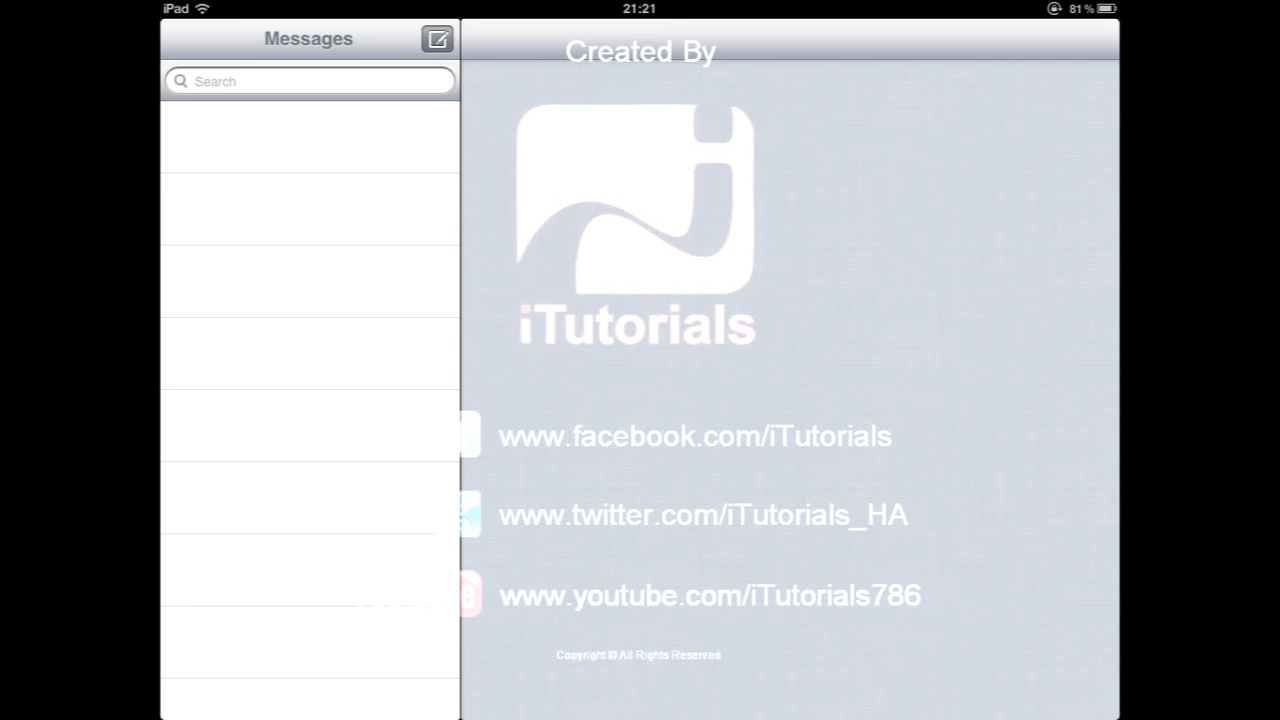 iPad 21:21 81%
Messages
Search
Created By
iTutorials
www.facebook.com/iTutorials
www.twitter.com/iTutorials_HA
www.youtube.com/iTutorials786
Copyright © All Rights Reserved